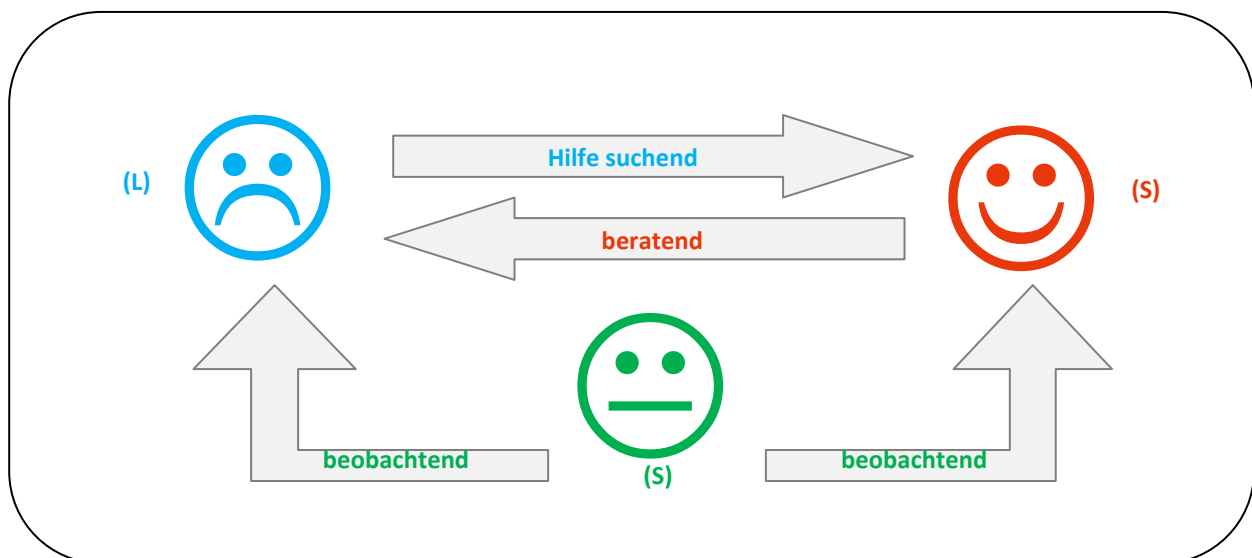 Hilfe suchend
(L)
(S)
beratend
beobachtend
beobachtend
(S)